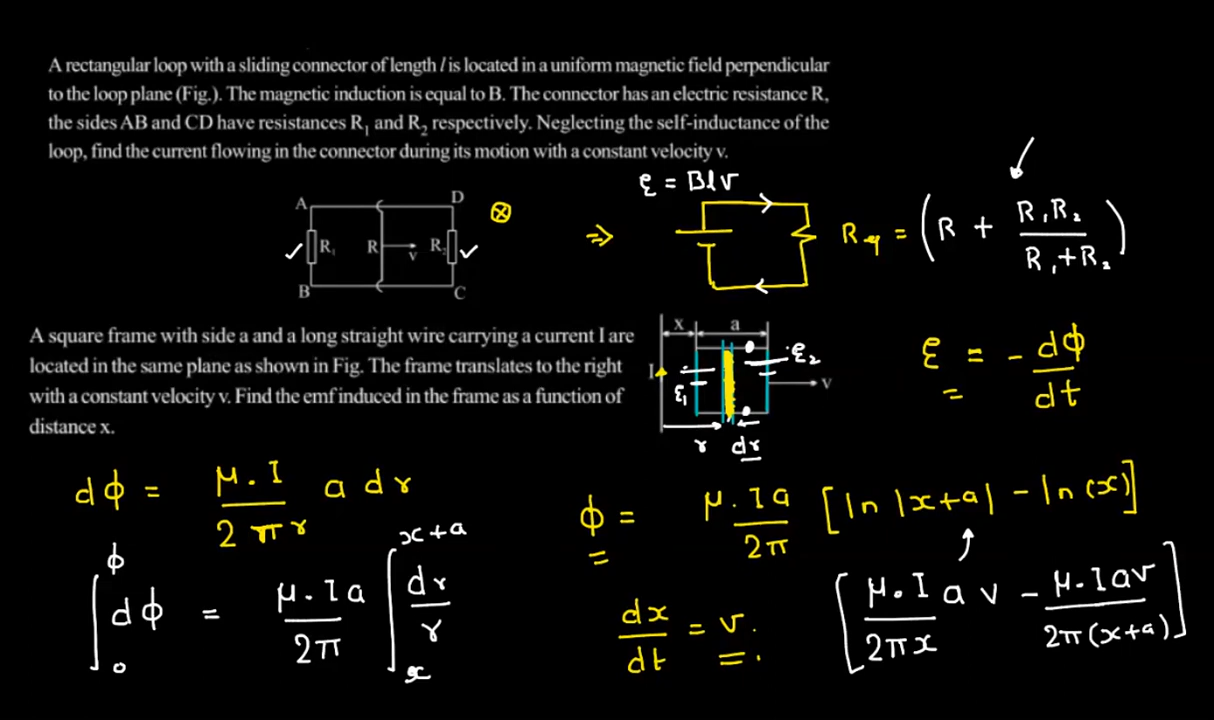 A rectangular loop with a sliding connector of length l is located in a uniform magnetic field perpendicular
to the loop plane (Fig.). The magnetic induction is equal to B. The connector has an electric resistance R,
the sides AB and CD have resistances R₁ and R₂ respectively. Neglecting the self-inductance of the
loop, find the current flowing in the connector during its motion with a constant velocity v.
ε = Blv
A D ⊗
R₁ R v R₂
B C
⇒ R eq = (R + R₁R₂ / R₁+R₂)
A square frame with side a and a long straight wire carrying a current I are
located in the same plane as shown in Fig. The frame translates to the right
with a constant velocity v. Find the emf induced in the frame as a function of
distance x.
x a
I ε₁ ε₂ v
r dr
ε = - dϕ / dt
dϕ = μ₀I / 2πr a dr
ϕ = μ₀Ia / 2π [ln|x+a| - ln(x)]
∫₀^ϕ dϕ = μ₀Ia / 2π ∫ₓ^(x+a) dr / r
dx / dt = v.
[μ₀I / 2πx av - μ₀Iav / 2π(x+a)]